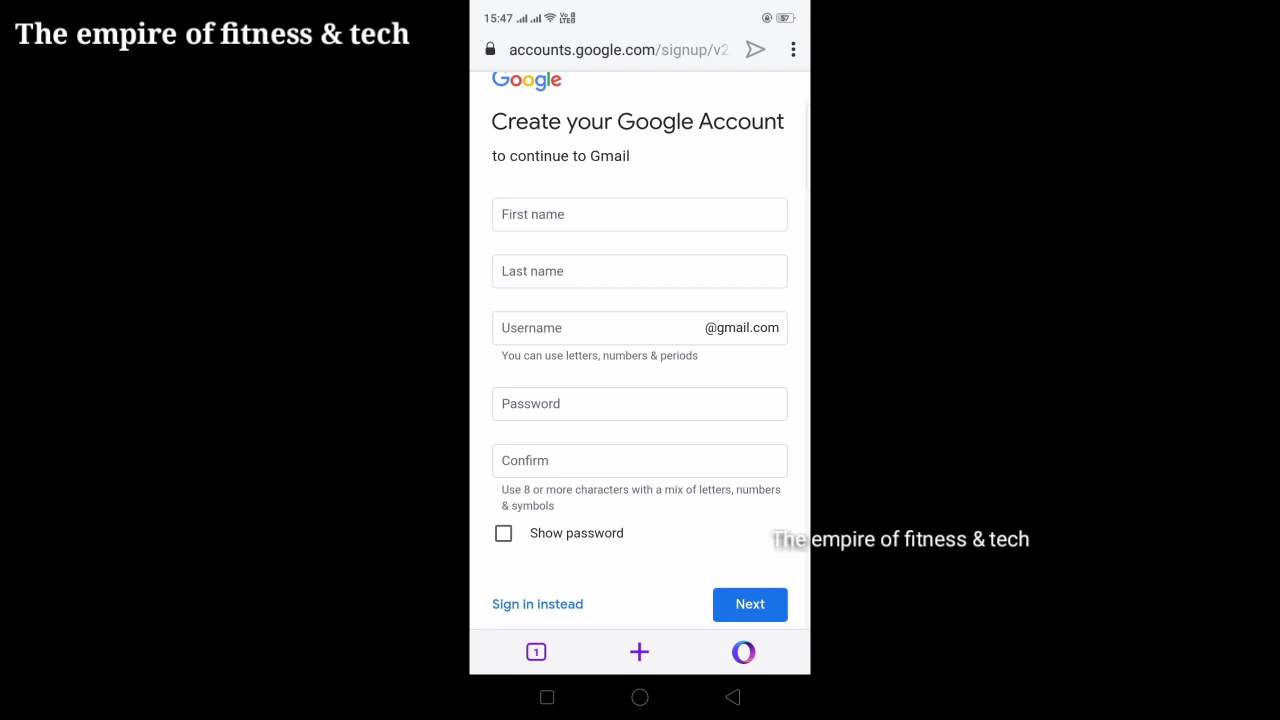 The empire of fitness & tech
15:47
57
accounts.google.com/signup/v2
Google
Create your Google Account
to continue to Gmail
First name
Last name
Username @gmail.com
You can use letters, numbers & periods
Password
Confirm
Use 8 or more characters with a mix of letters, numbers
& symbols
Show password
The empire of fitness & tech
Sign in instead Next
1